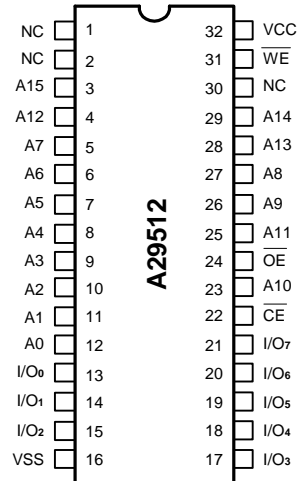 NC 1 32 VCC
NC 2 31 W̅E̅
A15 3 30 NC
A12 4 29 A14
A7 5 28 A13
A6 6 27 A8
A5 7 26 A9
A4 8 25 A11
A3 9 24 O̅E̅
A2 10 23 A10
A1 11 22 C̅E̅
A0 12 21 I/O7
I/O0 13 20 I/O6
I/O1 14 19 I/O5
I/O2 15 18 I/O4
VSS 16 17 I/O3
A29512